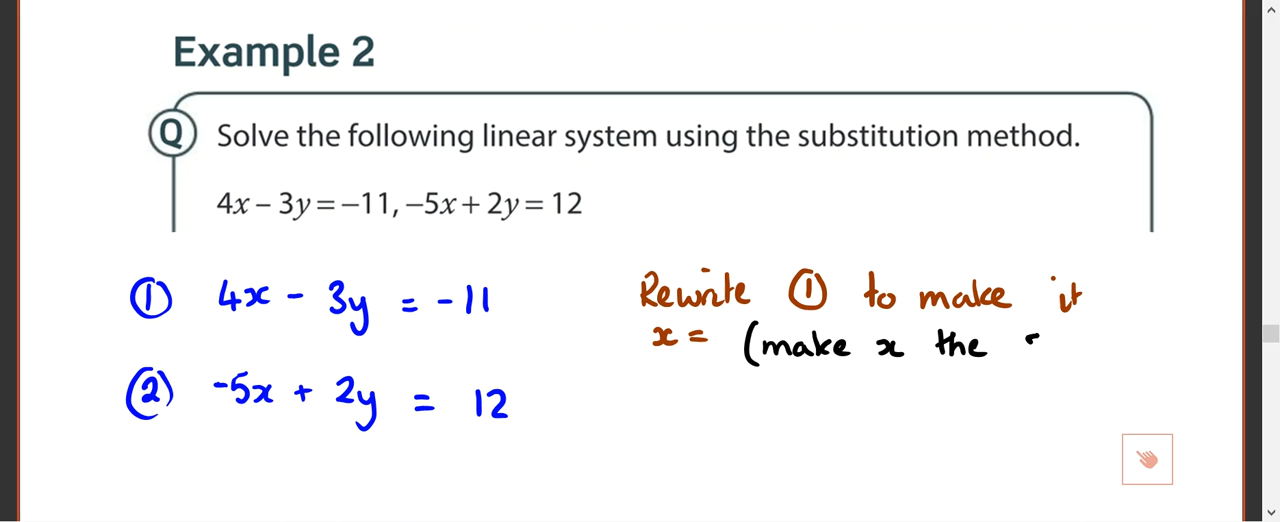 Example 2
Q Solve the following linear system using the substitution method.
4x – 3y = –11, –5x + 2y = 12
① 4x - 3y = -11
② -5x + 2y = 12
Rewrite ① to make it
x = (make x the